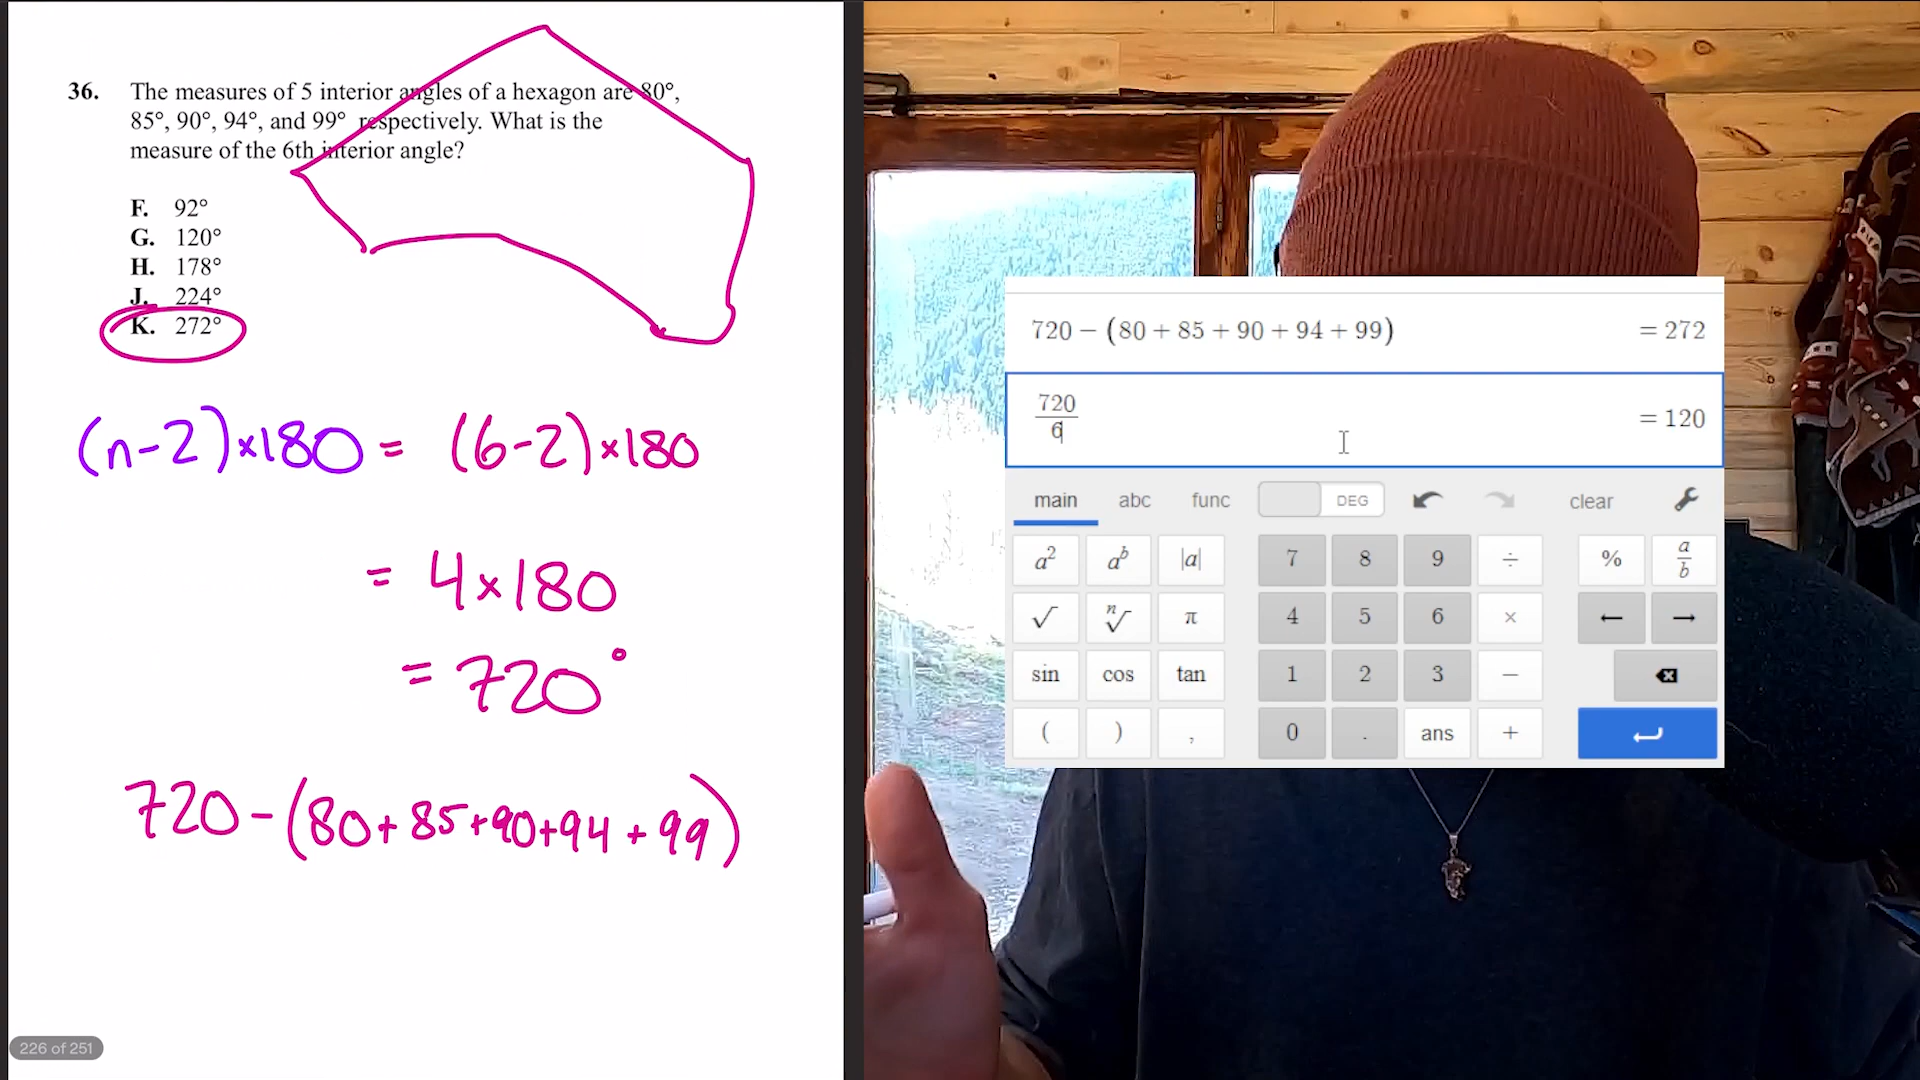 36. The measures of 5 interior angles of a hexagon are 80°,
85°, 90°, 94°, and 99° respectively. What is the
measure of the 6th interior angle?
F. 92°
G. 120°
H. 178°
J. 224°
K. 272°
(n-2)×180 = (6-2)×180
= 4×180
= 720°
720-(80+85+90+94+99)
226 of 251
720 − (80 + 85 + 90 + 94 + 99) = 272
720
6
= 120
main abc func DEG clear
a² aᵇ |a| 7 8 9 ÷ % a/b
√ ⁿ√ π 4 5 6 × ← →
sin cos tan 1 2 3 −
( ) , 0 . ans +